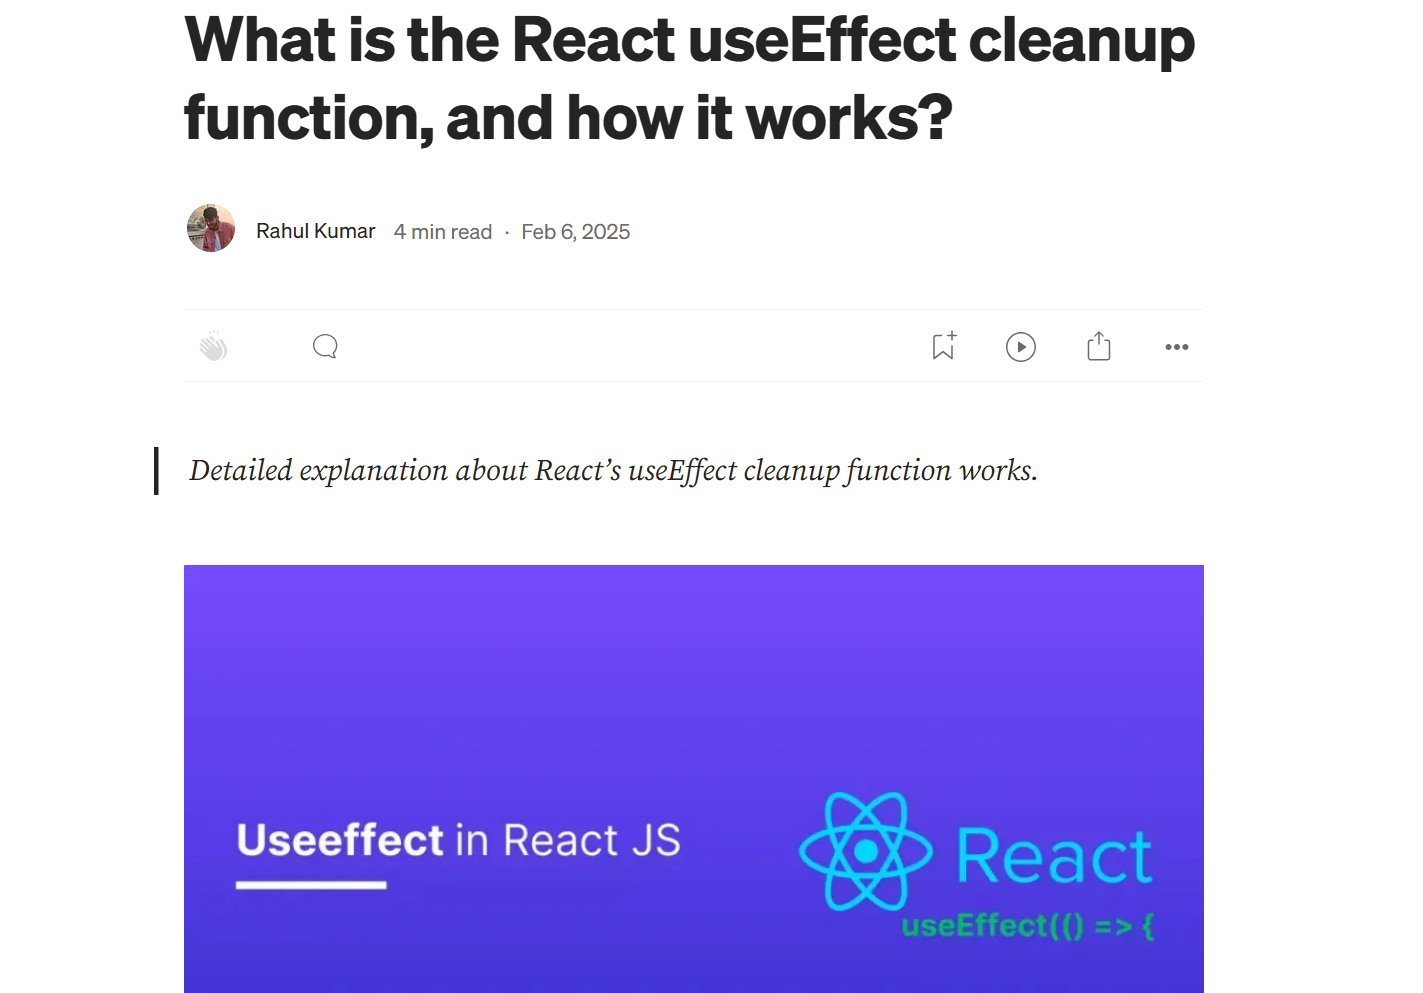 What is the React useEffect cleanup
function, and how it works?
Rahul Kumar 4 min read · Feb 6, 2025
Detailed explanation about React’s useEffect cleanup function works.
Useeffect in React JS
React
useEffect(() => {